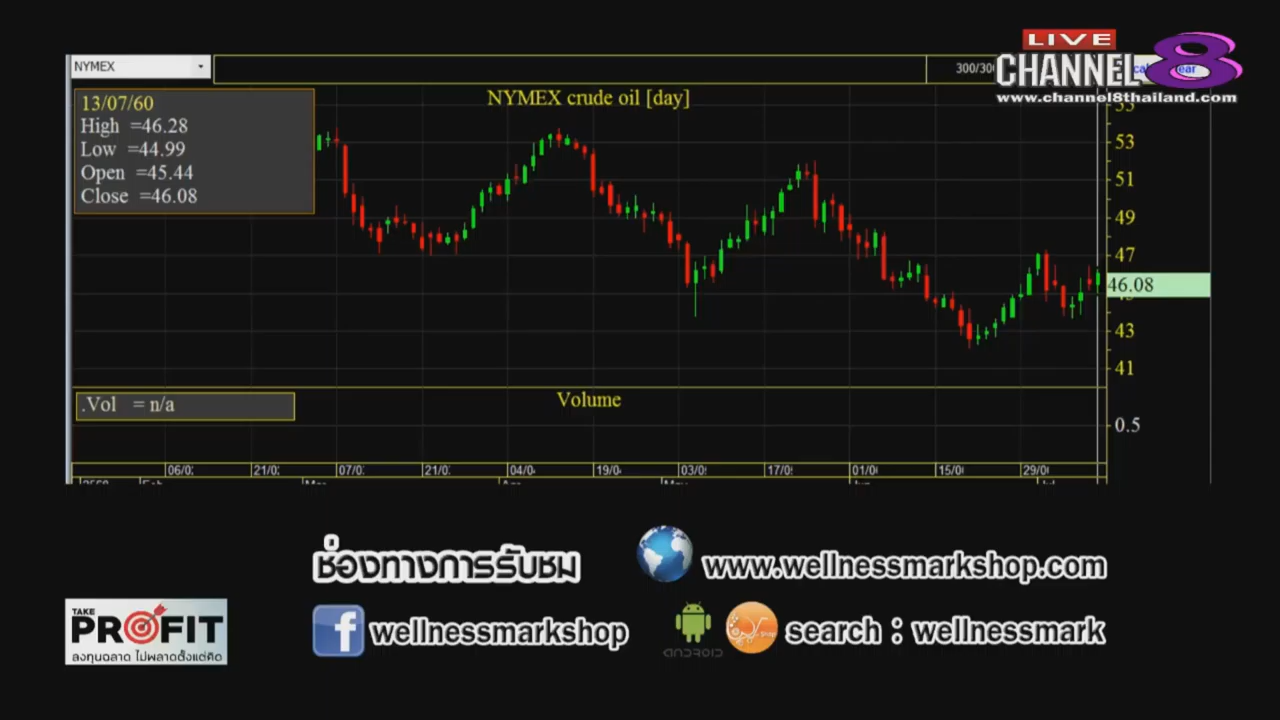 LIVE
CHANNEL 8
www.channel8thailand.com
NYMEX
300/300
NYMEX crude oil [day]
13/07/60
High =46.28
Low =44.99
Open =45.44
Close =46.08
53
51
49
47
46.08
43
41
.Vol = n/a
Volume
0.5
06/0
21/0
07/0
21/0
04/0
19/0
03/0
17/0
01/0
15/0
29/0
ช่องทางการรับชม
www.wellnessmarkshop.com
wellnessmarkshop
ANDROID
search : wellnessmark
TAKE
PROFIT
ลงทุนฉลาด ไม่พลาดตั้งแต่คิด